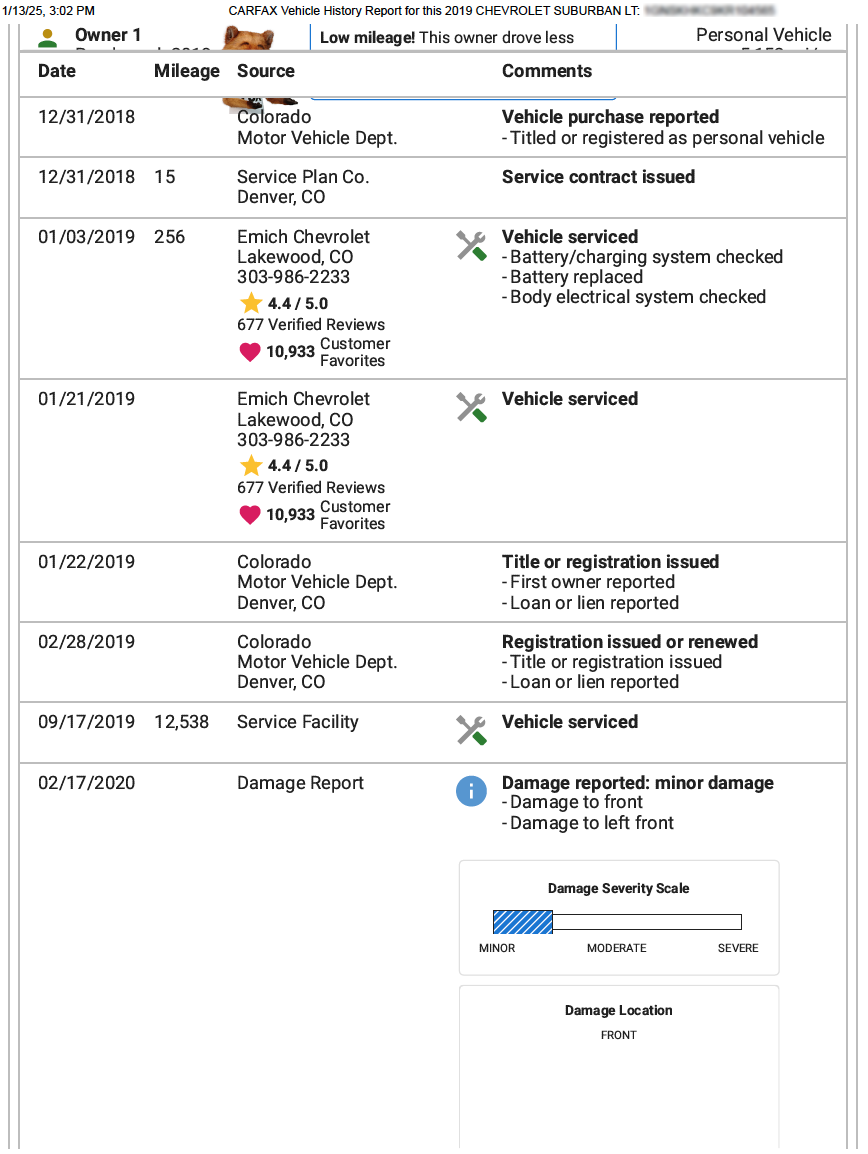 1/13/25, 3:02 PM CARFAX Vehicle History Report for this 2019 CHEVROLET SUBURBAN LT:
Owner 1 Low mileage! This owner drove less Personal Vehicle
Date Mileage Source Comments
12/31/2018 Colorado Vehicle purchase reported
Motor Vehicle Dept. - Titled or registered as personal vehicle
12/31/2018 15 Service Plan Co. Service contract issued
Denver, CO
01/03/2019 256 Emich Chevrolet Vehicle serviced
Lakewood, CO - Battery/charging system checked
303-986-2233 - Battery replaced
- Body electrical system checked
4.4 / 5.0
677 Verified Reviews
10,933 Customer
Favorites
01/21/2019 Emich Chevrolet Vehicle serviced
Lakewood, CO
303-986-2233
4.4 / 5.0
677 Verified Reviews
10,933 Customer
Favorites
01/22/2019 Colorado Title or registration issued
Motor Vehicle Dept. - First owner reported
Denver, CO - Loan or lien reported
02/28/2019 Colorado Registration issued or renewed
Motor Vehicle Dept. - Title or registration issued
Denver, CO - Loan or lien reported
09/17/2019 12,538 Service Facility Vehicle serviced
02/17/2020 Damage Report Damage reported: minor damage
- Damage to front
- Damage to left front
Damage Severity Scale
MINOR MODERATE SEVERE
Damage Location
FRONT